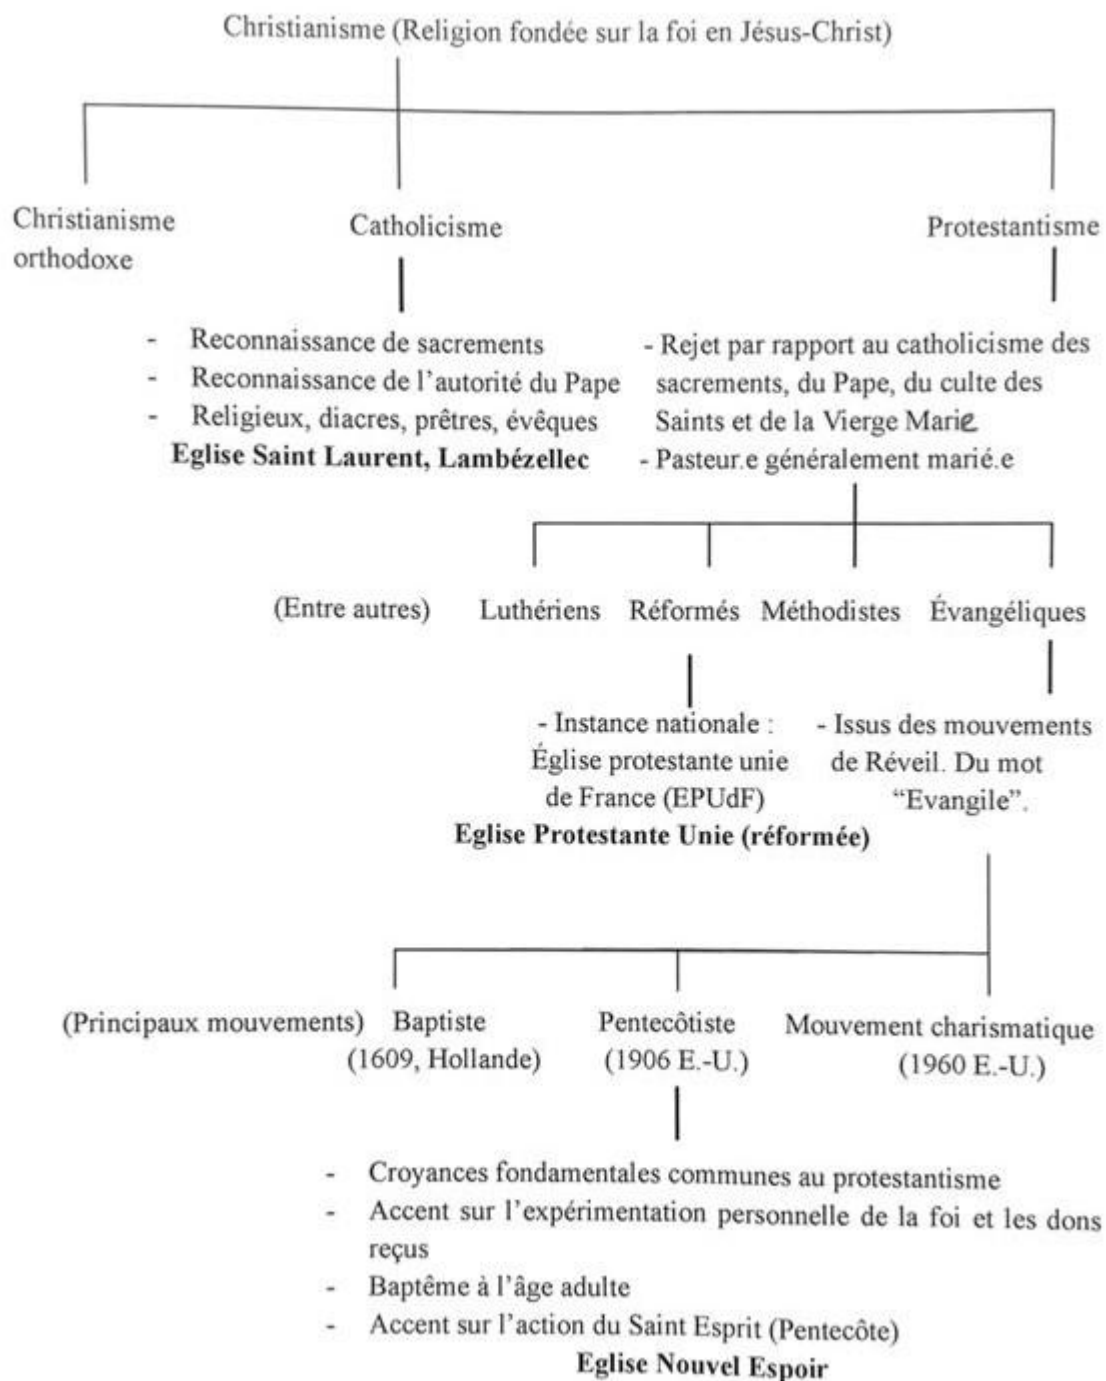 Christianisme (Religion fondée sur la foi en Jésus-Christ)
Christianisme
orthodoxe
Catholicisme
Protestantisme
- Reconnaissance de sacrements
- Reconnaissance de l'autorité du Pape
- Religieux, diacres, prêtres, évêques
Eglise Saint Laurent, Lambézellec
- Rejet par rapport au catholicisme des
sacrements, du Pape, du culte des
Saints et de la Vierge Marie
- Pasteur.e généralement marié.e
(Entre autres) Luthériens Réformés Méthodistes Évangéliques
- Instance nationale :
Église protestante unie
de France (EPUdF)
Eglise Protestante Unie (réformée)
- Issus des mouvements
de Réveil. Du mot
“Evangile”.
(Principaux mouvements) Baptiste
(1609, Hollande)
Pentecôtiste
(1906 E.-U.)
Mouvement charismatique
(1960 E.-U.)
- Croyances fondamentales communes au protestantisme
- Accent sur l'expérimentation personnelle de la foi et les dons
reçus
- Baptême à l'âge adulte
- Accent sur l'action du Saint Esprit (Pentecôte)
Eglise Nouvel Espoir